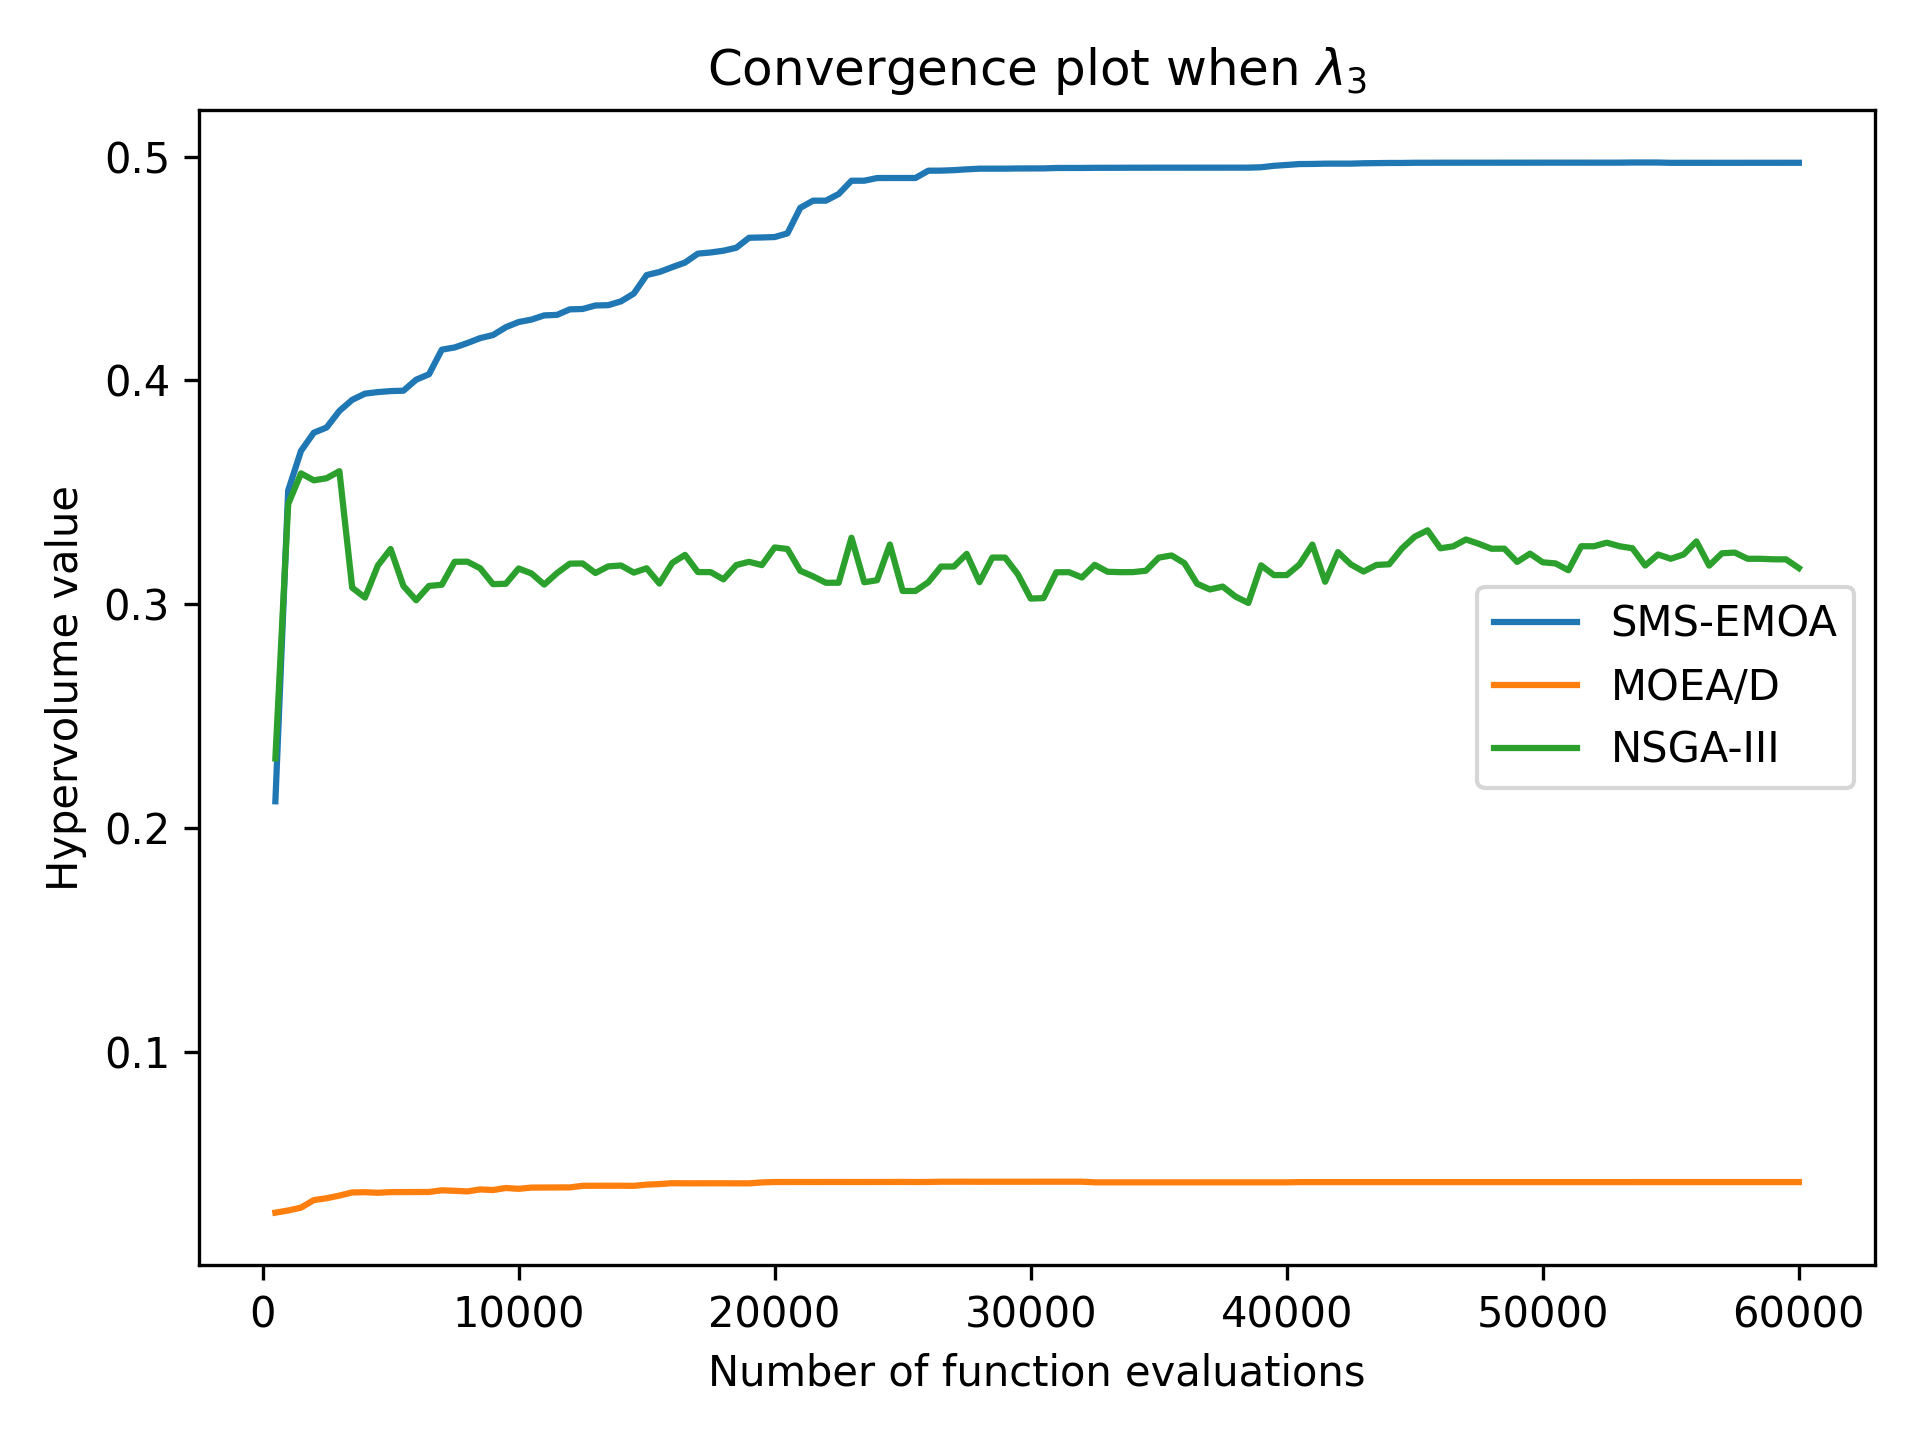 Convergence plot when λ₃
0.5
0.4
0.3
0.2
0.1
Hypervolume value
SMS-EMOA
MOEA/D
NSGA-III
0 10000 20000 30000 40000 50000 60000
Number of function evaluations